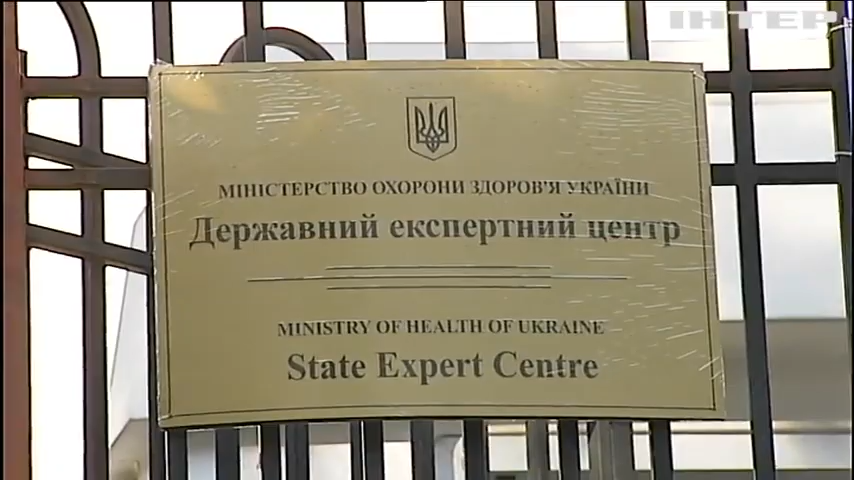 ІНТЕР
МІНІСТЕРСТВО ОХОРОНИ ЗДОРОВ'Я УКРАЇНИ
Державний експертний центр
MINISTRY OF HEALTH OF UKRAINE
State Expert Centre